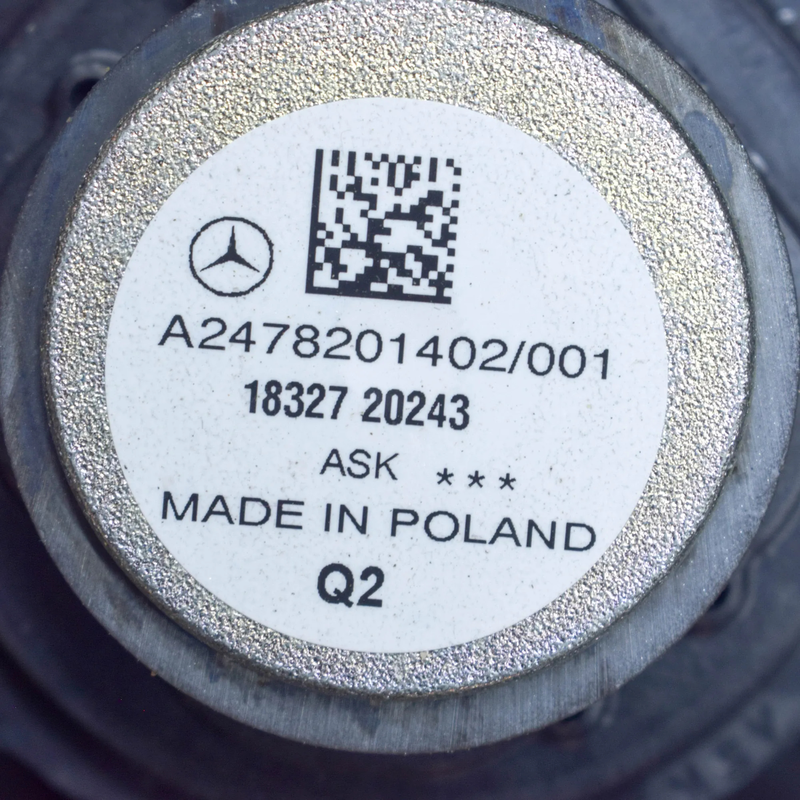 A2478201402/001
18327 20243
ASK ***
MADE IN POLAND
Q2